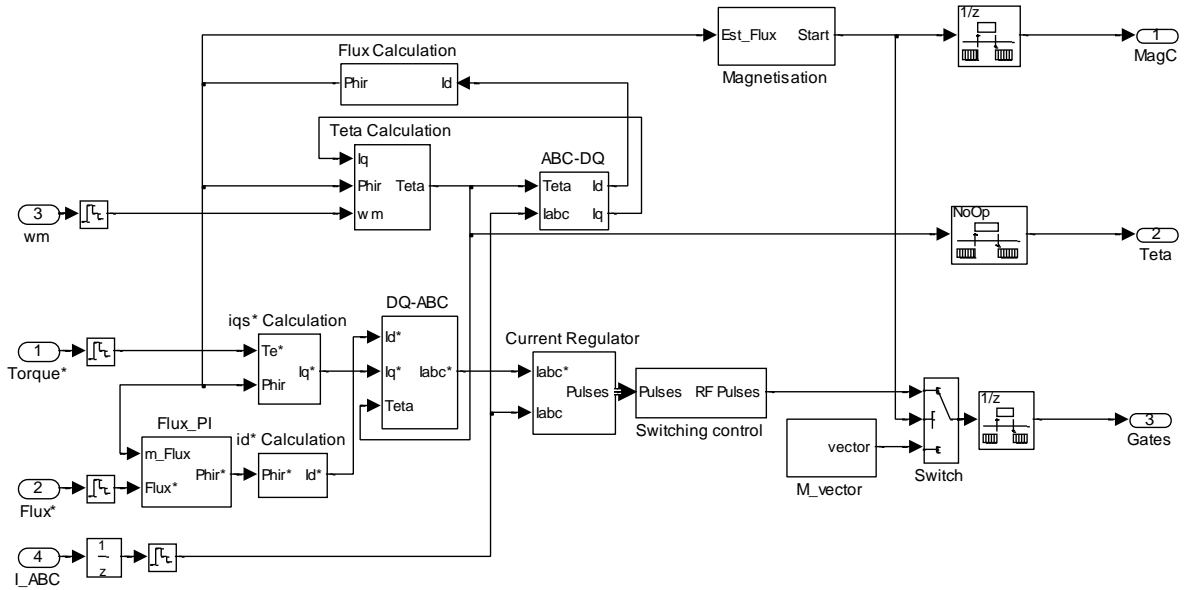 1/z
Est_Flux Start
1
MagC
Magnetisation
Flux Calculation
Phir Id
Teta Calculation
Iq
Phir Teta
wm
ABC-DQ
Teta Id
Iabc Iq
3
wm
NoOp
2
Teta
DQ-ABC
Id*
Iq* Iabc*
Teta
iqs* Calculation
Te*
Iq*
Phir
1
Torque*
Current Regulator
Iabc*
Pulses
Iabc
Pulses RF Pulses
Switching control
1/z
3
Gates
Switch
vector
M_vector
Flux_PI
m_Flux
Phir*
Flux*
id* Calculation
Phir* Id*
2
Flux*
4
I_ABC
1
z